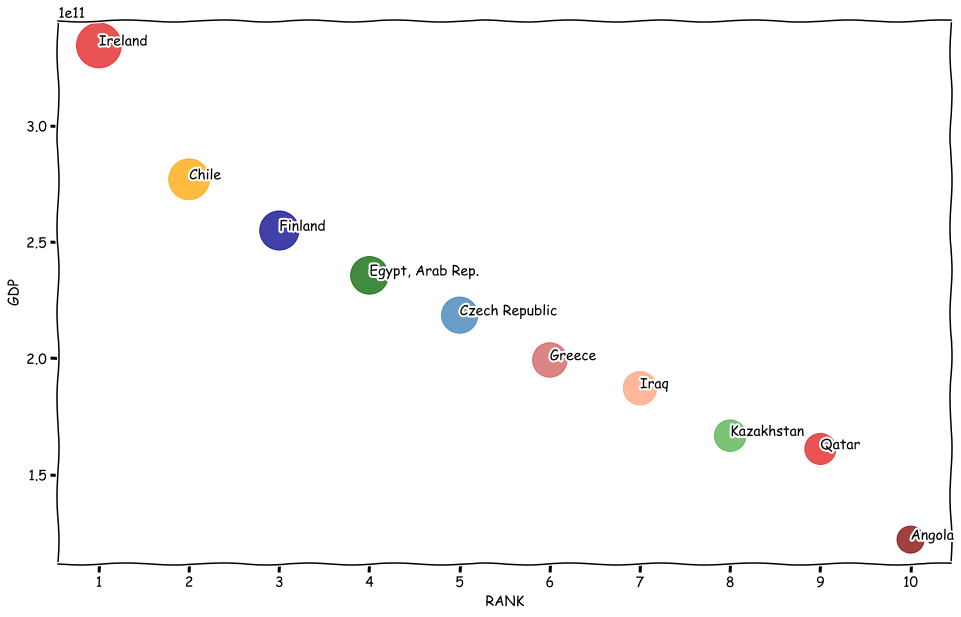 1e11
Ireland
3.0
Chile
Finland
2.5
Egypt, Arab Rep.
GDP
Czech Republic
2.0
Greece
Iraq
Kazakhstan
Qatar
1.5
Angola
1 2 3 4 5 6 7 8 9 10
RANK